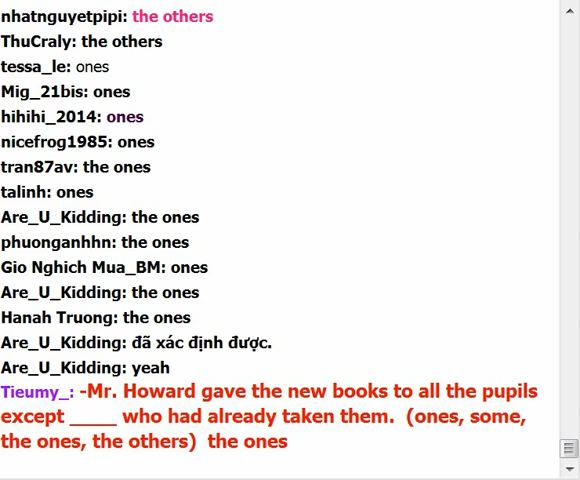 nhatnguyetpipi: the others
ThuCraly: the others
tessa_le: ones
Mig_21bis: ones
hihihi_2014: ones
nicefrog1985: ones
tran87av: the ones
talinh: ones
Are_U_Kidding: the ones
phuonganhhn: the ones
Gio Nghich Mua_BM: ones
Are_U_Kidding: the ones
Hanah Truong: the ones
Are_U_Kidding: đã xác định được.
Are_U_Kidding: yeah
Tieumy_: -Mr. Howard gave the new books to all the pupils
except ____ who had already taken them. (ones, some,
the ones, the others) the ones